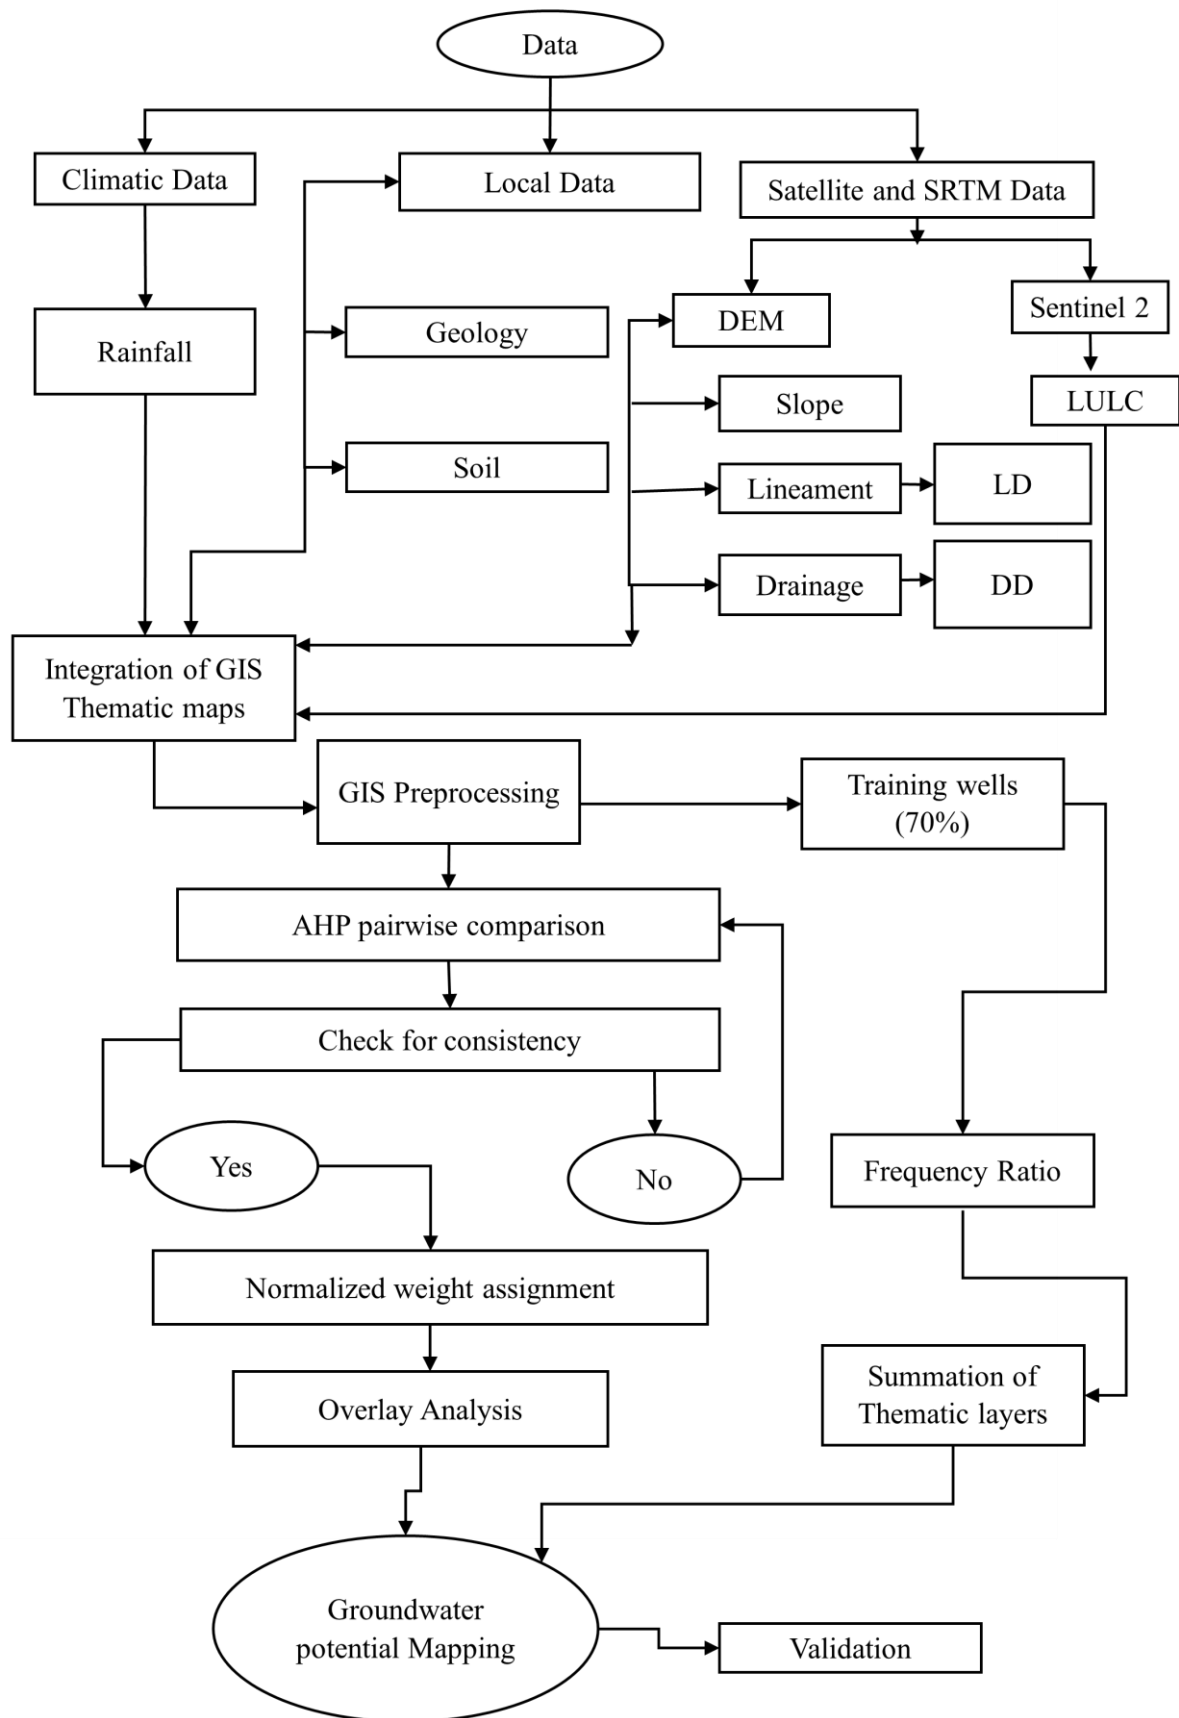 Data
Climatic Data
Local Data
Satellite and SRTM Data
Rainfall
Geology
DEM
Sentinel 2
Slope
LULC
Soil
Lineament
LD
Drainage
DD
Integration of GIS
Thematic maps
GIS Preprocessing
Training wells
(70%)
AHP pairwise comparison
Check for consistency
Yes
No
Frequency Ratio
Normalized weight assignment
Overlay Analysis
Summation of
Thematic layers
Groundwater
potential Mapping
Validation